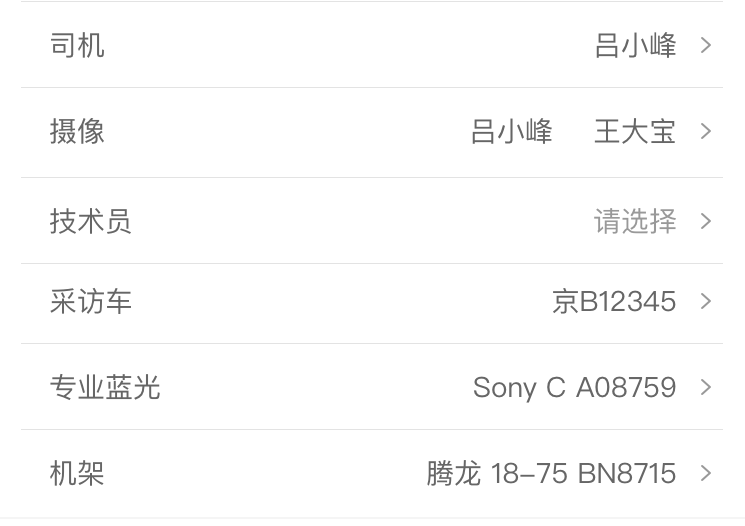 司机 吕小峰
摄像 吕小峰 王大宝
技术员 请选择
采访车 京B12345
专业蓝光 Sony C A08759
机架 腾龙 18-75 BN8715